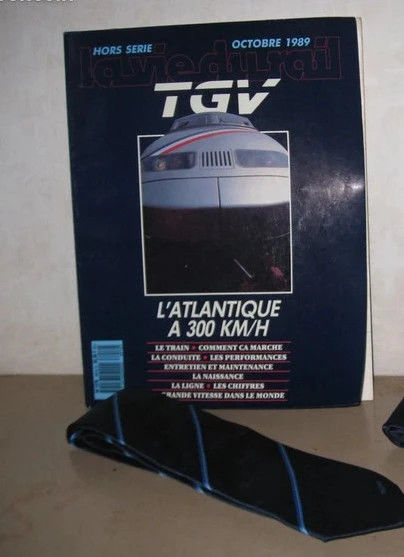 HORS SERIE OCTOBRE 1989
la vie du rail
TGV
L'ATLANTIQUE
A 300 KM/H
LE TRAIN • COMMENT CA MARCHE
LA CONDUITE • LES PERFORMANCES
ENTRETIEN ET MAINTENANCE
LA NAISSANCE
LA LIGNE • LES CHIFFRES
GRANDE VITESSE DANS LE MONDE